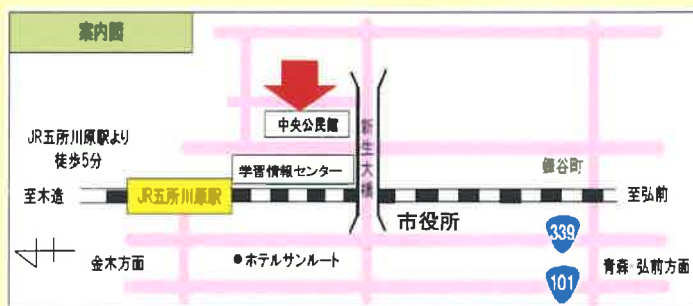 案内図
中央公民館
新生大橋
JR五所川原駅より
徒歩5分
学習情報センター
鎌谷町
至木造
JR五所川原駅
至弘前
市役所
339
金木方面
●ホテルサンルート
青森・弘前方面
101